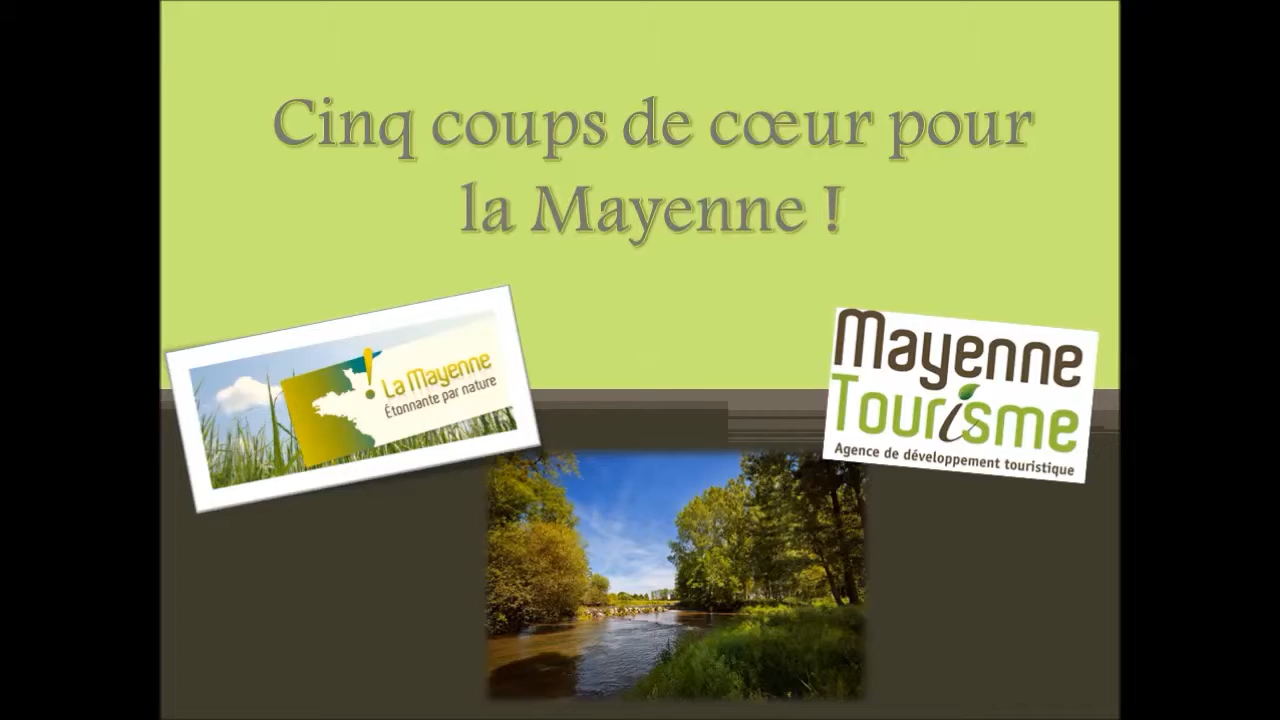 Cinq coups de cœur pour
la Mayenne !
La Mayenne
Étonnante par nature
Mayenne
Tourisme
Agence de développement touristique